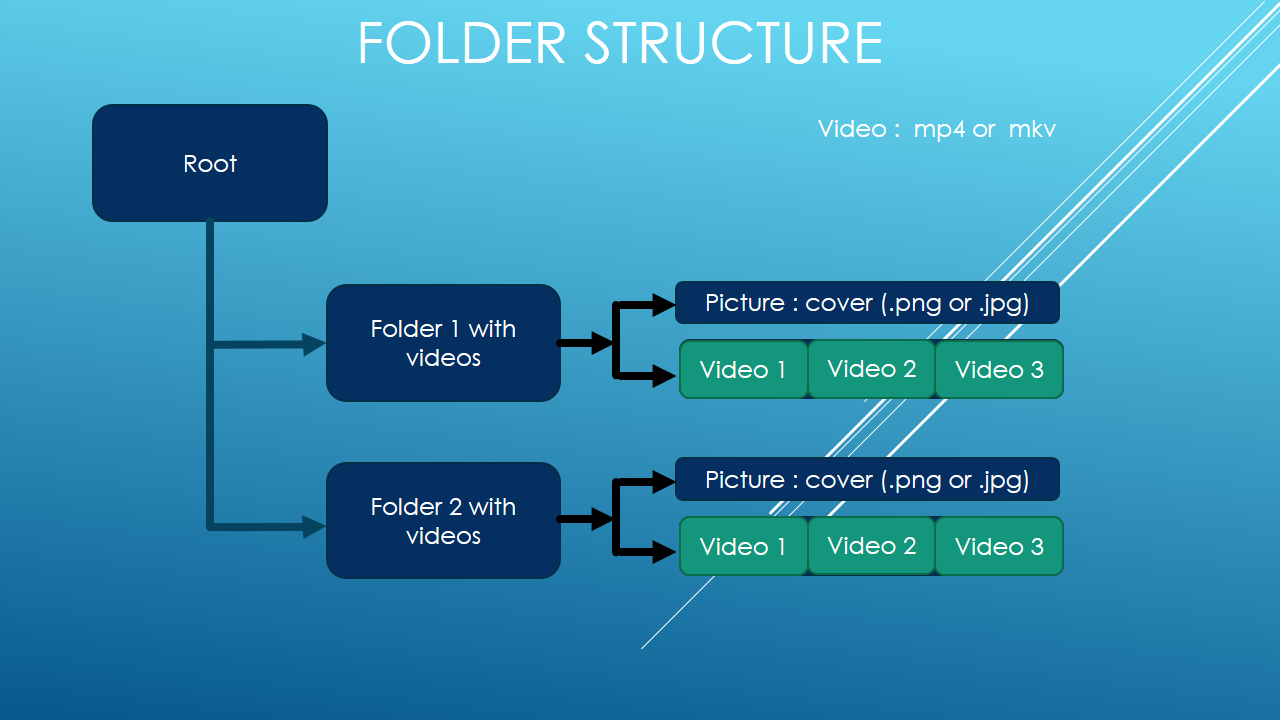 FOLDER STRUCTURE
Video :  mp4 or  mkv
Root
Folder 1 with
videos
Picture : cover (.png or .jpg)
Video 1
Video 2
Video 3
Folder 2 with
videos
Picture : cover (.png or .jpg)
Video 1
Video 2
Video 3